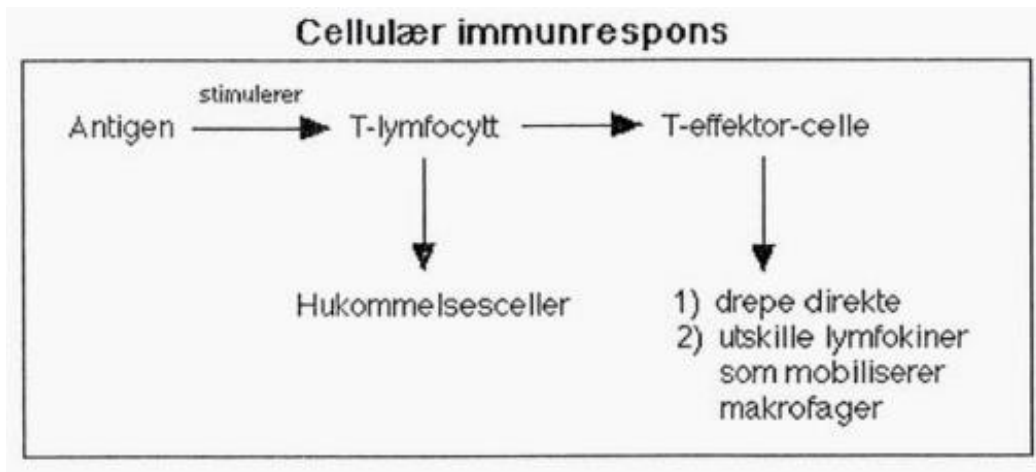 Cellulær immunrespons
stimulerer
Antigen T-lymfocytt T-effektor-celle
Hukommelsesceller
1) drepe direkte
2) utskille lymfokiner
som mobiliserer
makrofager